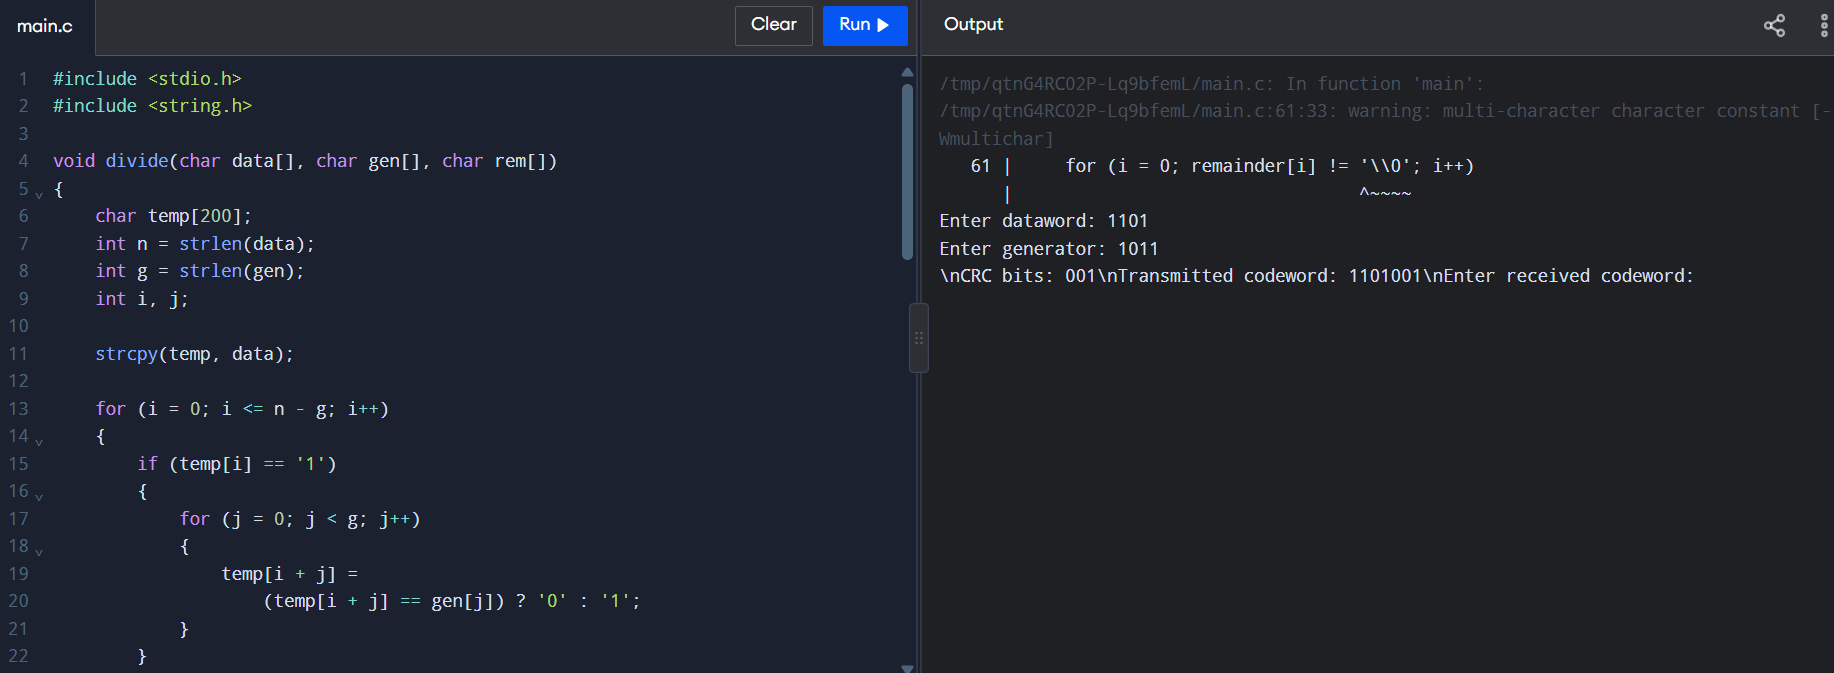 main.c
Clear
Run
1 #include <stdio.h>
2 #include <string.h>
3
4 void divide(char data[], char gen[], char rem[])
5 {
6 char temp[200];
7 int n = strlen(data);
8 int g = strlen(gen);
9 int i, j;
10
11 strcpy(temp, data);
12
13 for (i = 0; i <= n - g; i++)
14 {
15 if (temp[i] == '1')
16 {
17 for (j = 0; j < g; j++)
18 {
19 temp[i + j] =
20 (temp[i + j] == gen[j]) ? '0' : '1';
21 }
22 }
Output
/tmp/qtnG4RCO2P-Lq9bfemL/main.c: In function 'main':
/tmp/qtnG4RCO2P-Lq9bfemL/main.c:61:33: warning: multi-character character constant [-
Wmultichar]
61 | for (i = 0; remainder[i] != '\\0'; i++)
| ^~~~~
Enter dataword: 1101
Enter generator: 1011
\nCRC bits: 001\nTransmitted codeword: 1101001\nEnter received codeword: